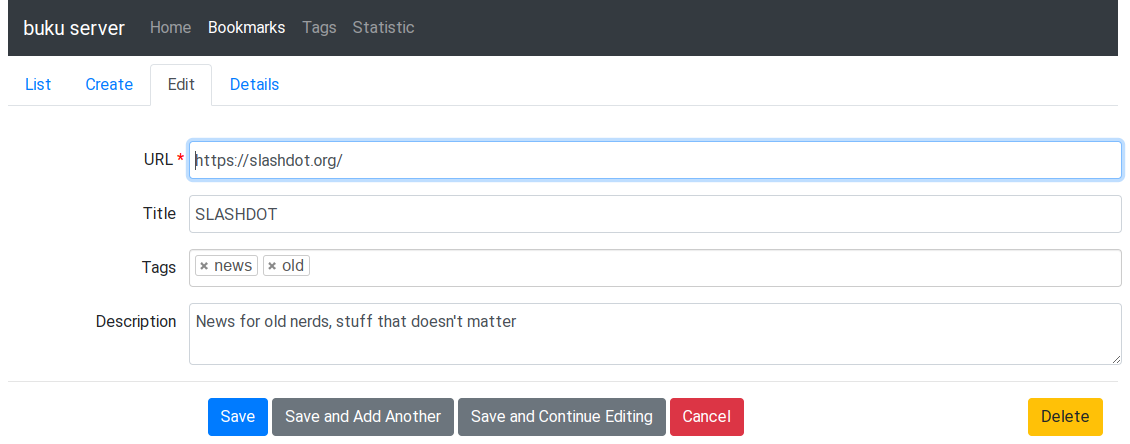 buku server Home Bookmarks Tags Statistic
List Create Edit Details
URL * https://slashdot.org/
Title SLASHDOT
Tags × news × old
Description News for old nerds, stuff that doesn't matter
Save Save and Add Another Save and Continue Editing Cancel Delete